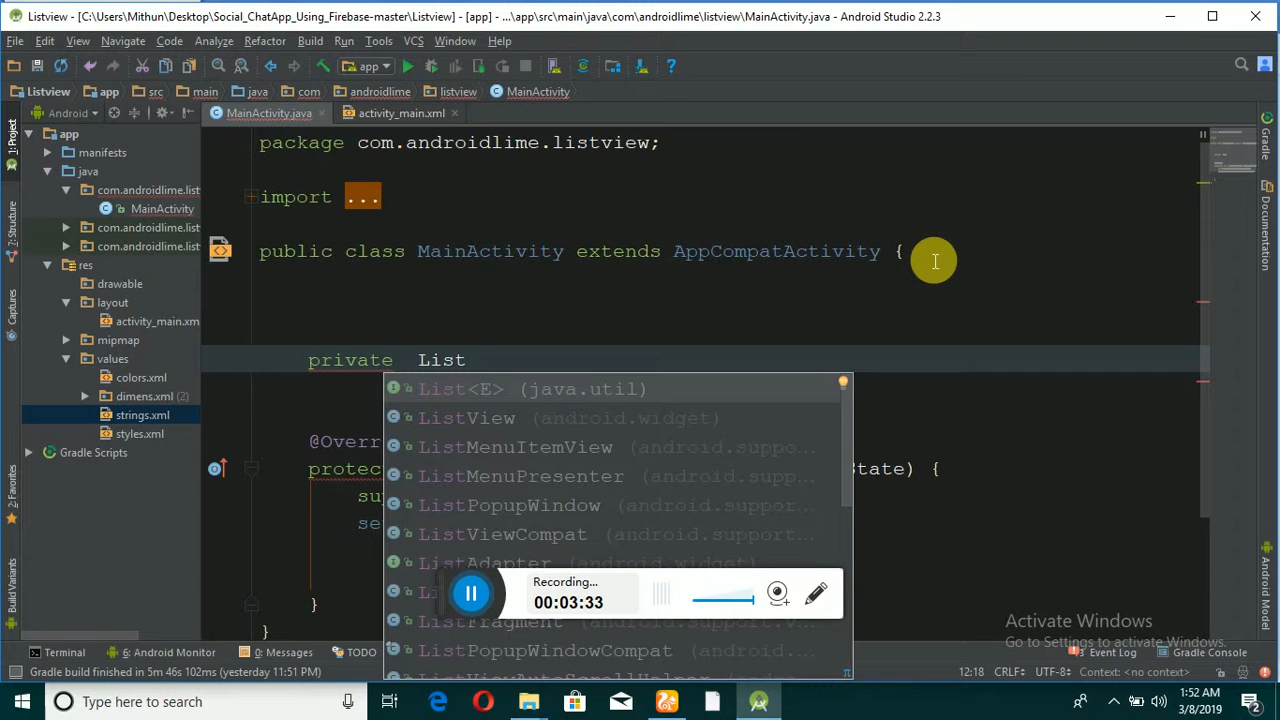 Listview - [C:\Users\Mithun\Desktop\Social_ChatApp_Using_Firebase-master\Listview] - [app] - ...\app\src\main\java\com\androidlime\listview\MainActivity.java - Android Studio 2.2.3
File Edit View Navigate Code Analyze Refactor Build Run Tools VCS Window Help
app
Listview app src main java com androidlime listview MainActivity
Android MainActivity.java activity_main.xml
1: Project
7: Structure
Captures
2: Favorites
Build Variants
app
manifests
java
com.androidlime.list
MainActivity
com.androidlime.list
com.androidlime.list
res
drawable
layout
activity_main.xm
mipmap
values
colors.xml
dimens.xml (2)
strings.xml
styles.xml
Gradle Scripts
package com.androidlime.listview;
import ...
public class MainActivity extends AppCompatActivity {
private List
List<E> (java.util)
ListView (android.widget)
ListMenuItemView (android.suppo...
ListMenuPresenter (android.supp...
ListPopupWindow (android.suppor...
ListViewCompat (android.support...
ListAdapter (android.widget)
ListFragment (android.support.v...
ListPopupWindowCompat (android....
ListViewAutoScrollHelper
@Overr
protec State) {
su
se
}
}
Recording...
00:03:33
Gradle
Documentation
Android Model
Activate Windows
Go to Settings to activate Windows.
Terminal 6: Android Monitor 0: Messages TODO Event Log Gradle Console
Gradle build finished in 5m 46s 102ms (yesterday 11:51 PM) 12:18 CRLF÷ UTF-8÷ Context: <no context>
Type here to search
1:52 AM
3/8/2019
2